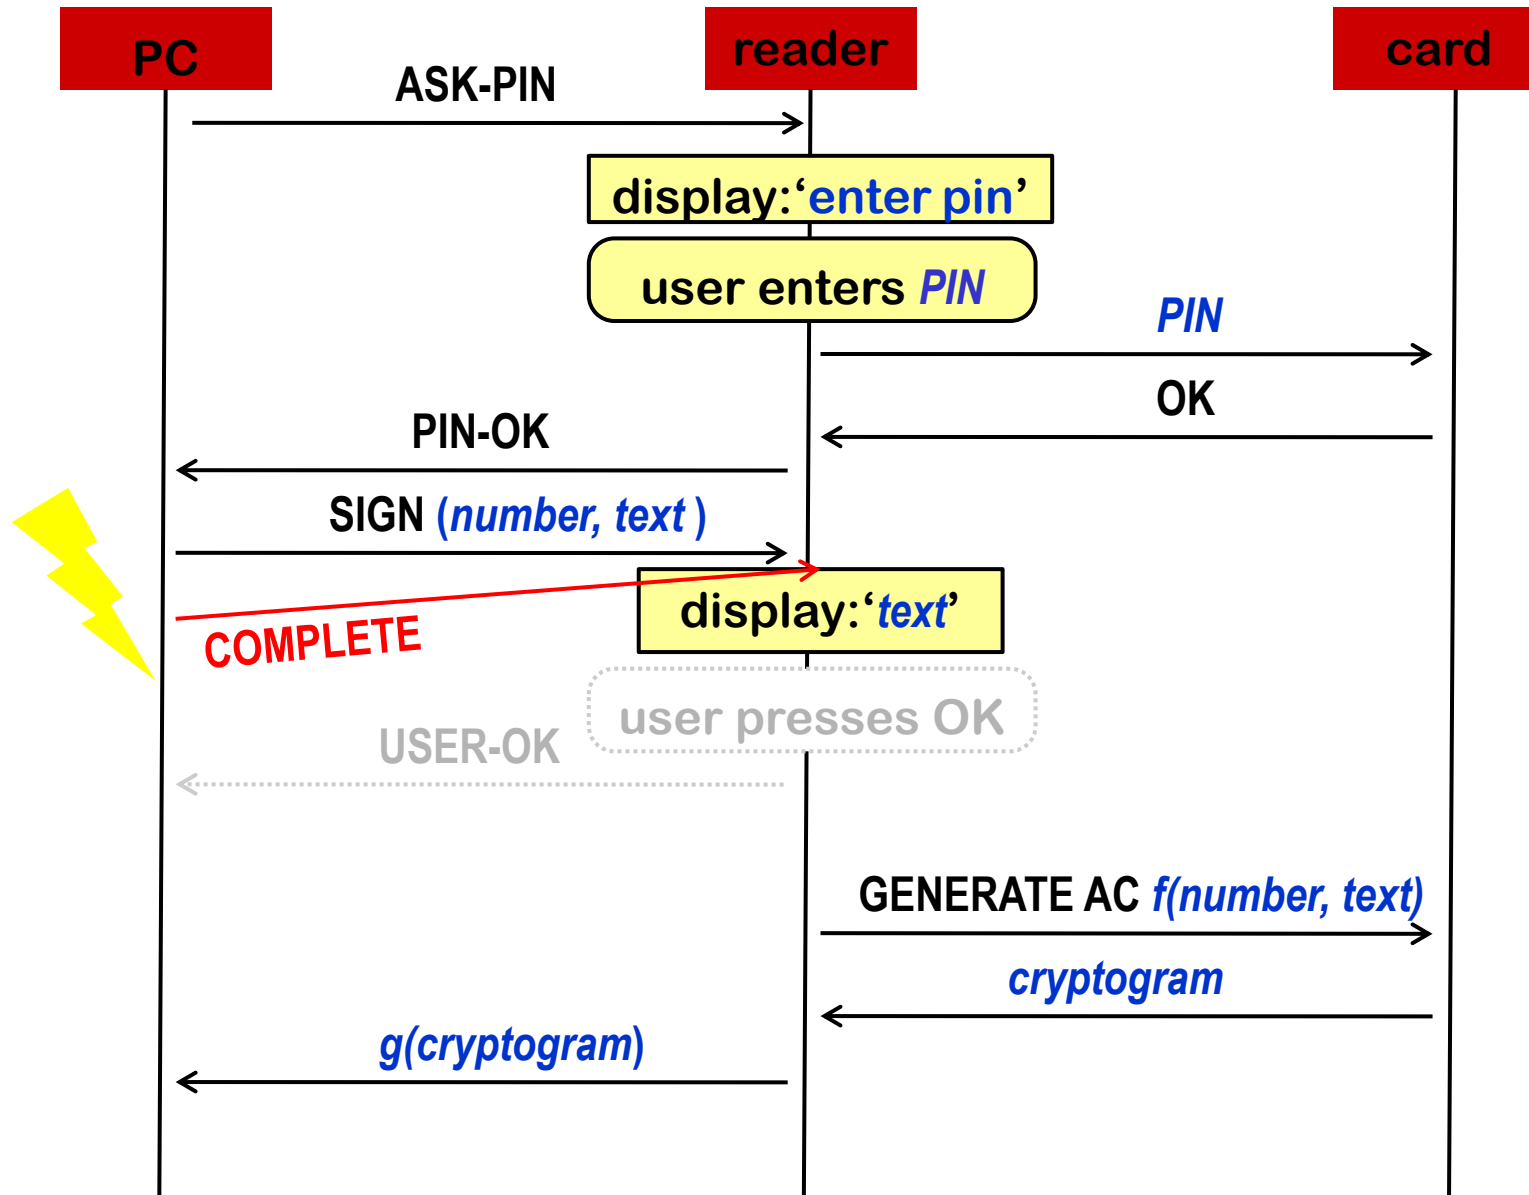 PC
reader
card
ASK-PIN
display:‘enter pin’
user enters PIN
PIN
OK
PIN-OK
SIGN (number, text )
display:‘text’
COMPLETE
user presses OK
USER-OK
GENERATE AC f(number, text)
cryptogram
g(cryptogram)